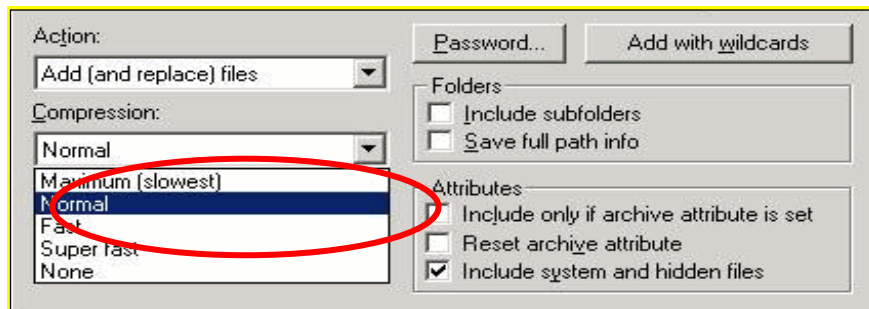 Action:
Add (and replace) files
Compression:
Normal
Maximum (slowest)
Normal
Fast
Super fast
None
Password...
Add with wildcards
Folders
Include subfolders
Save full path info
Attributes
Include only if archive attribute is set
Reset archive attribute
Include system and hidden files